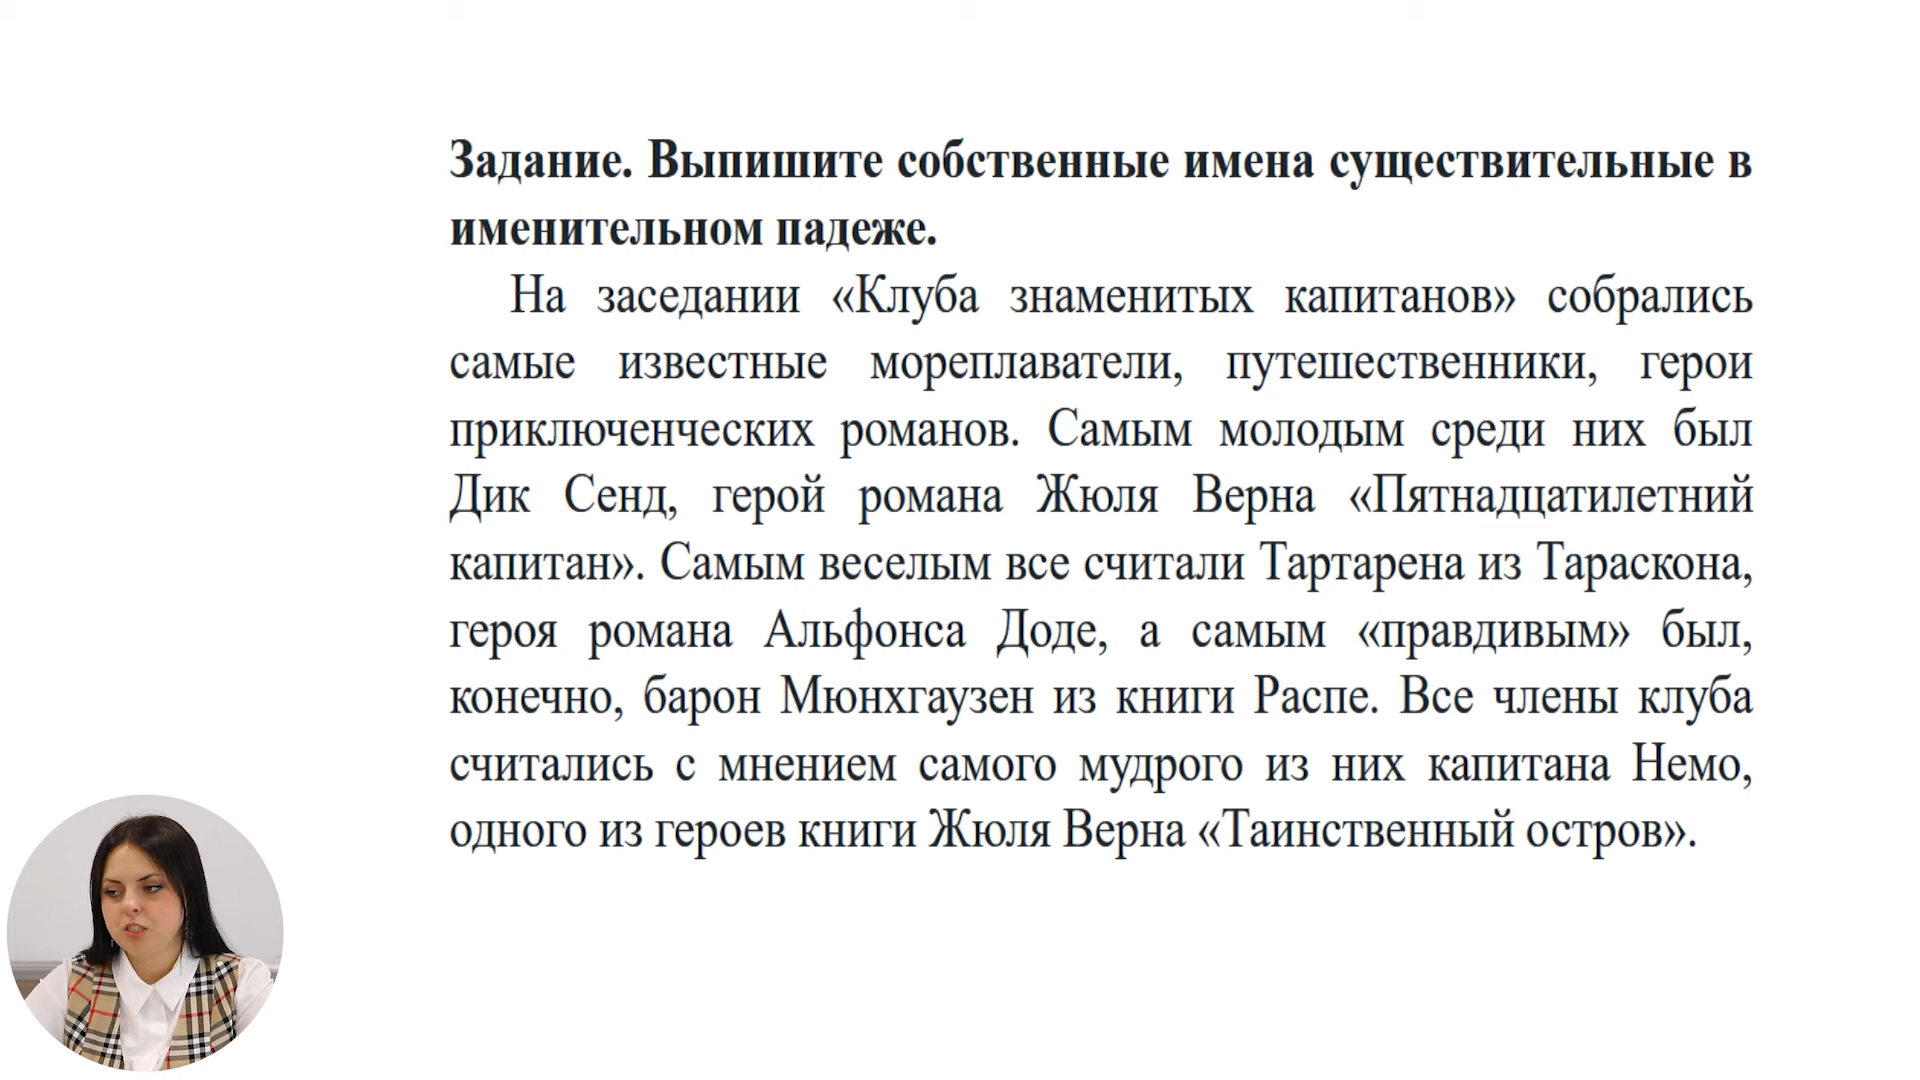 Задание. Выпишите собственные имена существительные в
именительном падеже.
На заседании «Клуба знаменитых капитанов» собрались
самые известные мореплаватели, путешественники, герои
приключенческих романов. Самым молодым среди них был
Дик Сенд, герой романа Жюля Верна «Пятнадцатилетний
капитан». Самым веселым все считали Тартарена из Тараскона,
героя романа Альфонса Доде, а самым «правдивым» был,
конечно, барон Мюнхгаузен из книги Распе. Все члены клуба
считались с мнением самого мудрого из них капитана Немо,
одного из героев книги Жюля Верна «Таинственный остров».